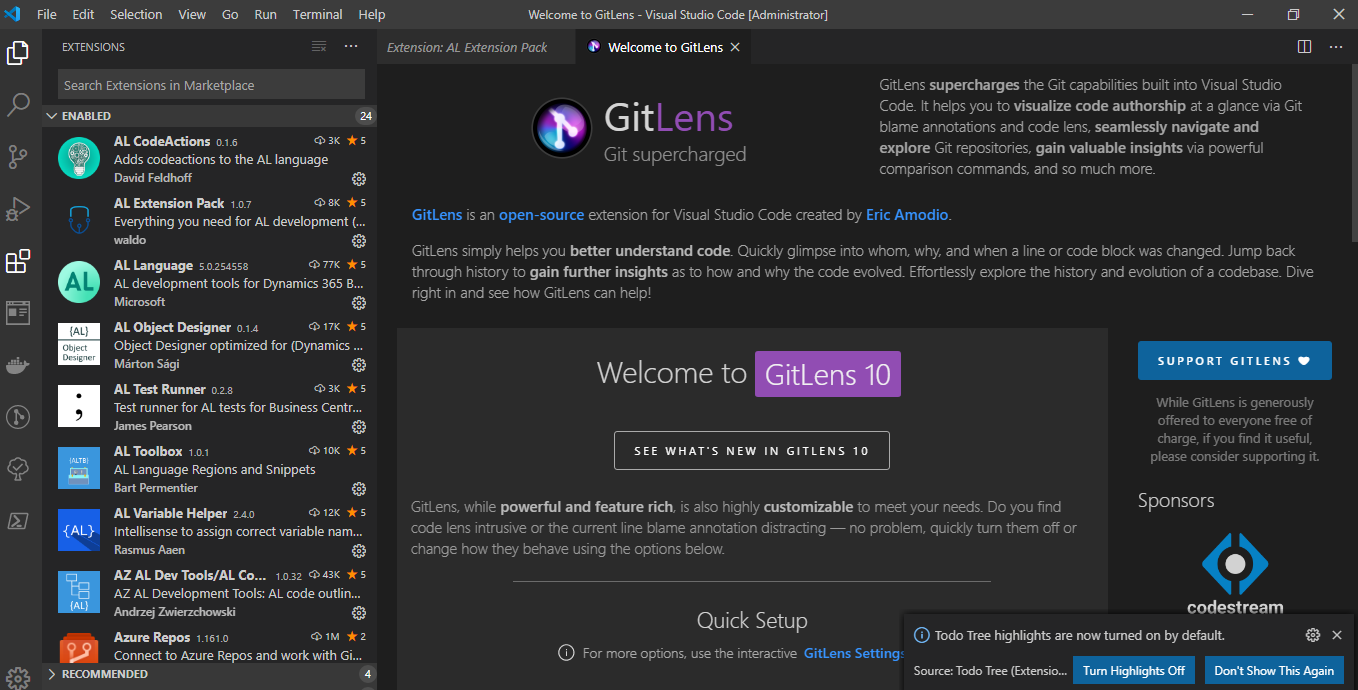 File Edit Selection View Go Run Terminal Help
Welcome to GitLens - Visual Studio Code [Administrator]
EXTENSIONS
Search Extensions in Marketplace
ENABLED 24
AL CodeActions 0.1.6 3K 5
Adds codeactions to the AL language
David Feldhoff
AL Extension Pack 1.0.7 8K 5
Everything you need for AL development (...
waldo
AL
AL Language 5.0.254558 77K 5
AL development tools for Dynamics 365 B...
Microsoft
{AL}
Object
Designer
AL Object Designer 0.1.4 17K 5
Object Designer optimized for (Dynamics ...
Márton Sági
;
AL Test Runner 0.2.8 3K 5
Test runner for AL tests for Business Centr...
James Pearson
{ALTB}
AL Toolbox 1.0.1 10K 5
AL Language Regions and Snippets
Bart Permentier
{AL}
AL Variable Helper 2.4.0 12K 5
Intellisense to assign correct variable nam...
Rasmus Aaen
{AL}
AZ AL Dev Tools/AL Co... 1.0.32 43K 5
AZ AL Development Tools: AL code outlin...
Andrzej Zwierzchowski
Azure Repos 1.161.0 1M 2
Connect to Azure Repos and work with Gi...
RECOMMENDED 4
Extension: AL Extension Pack
Welcome to GitLens
GitLens
Git supercharged
GitLens supercharges the Git capabilities built into Visual Studio
Code. It helps you to visualize code authorship at a glance via Git
blame annotations and code lens, seamlessly navigate and
explore Git repositories, gain valuable insights via powerful
comparison commands, and so much more.
GitLens is an open-source extension for Visual Studio Code created by Eric Amodio.
GitLens simply helps you better understand code. Quickly glimpse into whom, why, and when a line or code block was changed. Jump back
through history to gain further insights as to how and why the code evolved. Effortlessly explore the history and evolution of a codebase. Dive
right in and see how GitLens can help!
Welcome to GitLens 10
SEE WHAT'S NEW IN GITLENS 10
GitLens, while powerful and feature rich, is also highly customizable to meet your needs. Do you find
code lens intrusive or the current line blame annotation distracting — no problem, quickly turn them off or
change how they behave using the options below.
Quick Setup
For more options, use the interactive GitLens Settings
SUPPORT GITLENS
While GitLens is generously
offered to everyone free of
charge, if you find it useful,
please consider supporting it.
Sponsors
codestream
Todo Tree highlights are now turned on by default.
Source: Todo Tree (Extensio...
Turn Highlights Off
Don't Show This Again